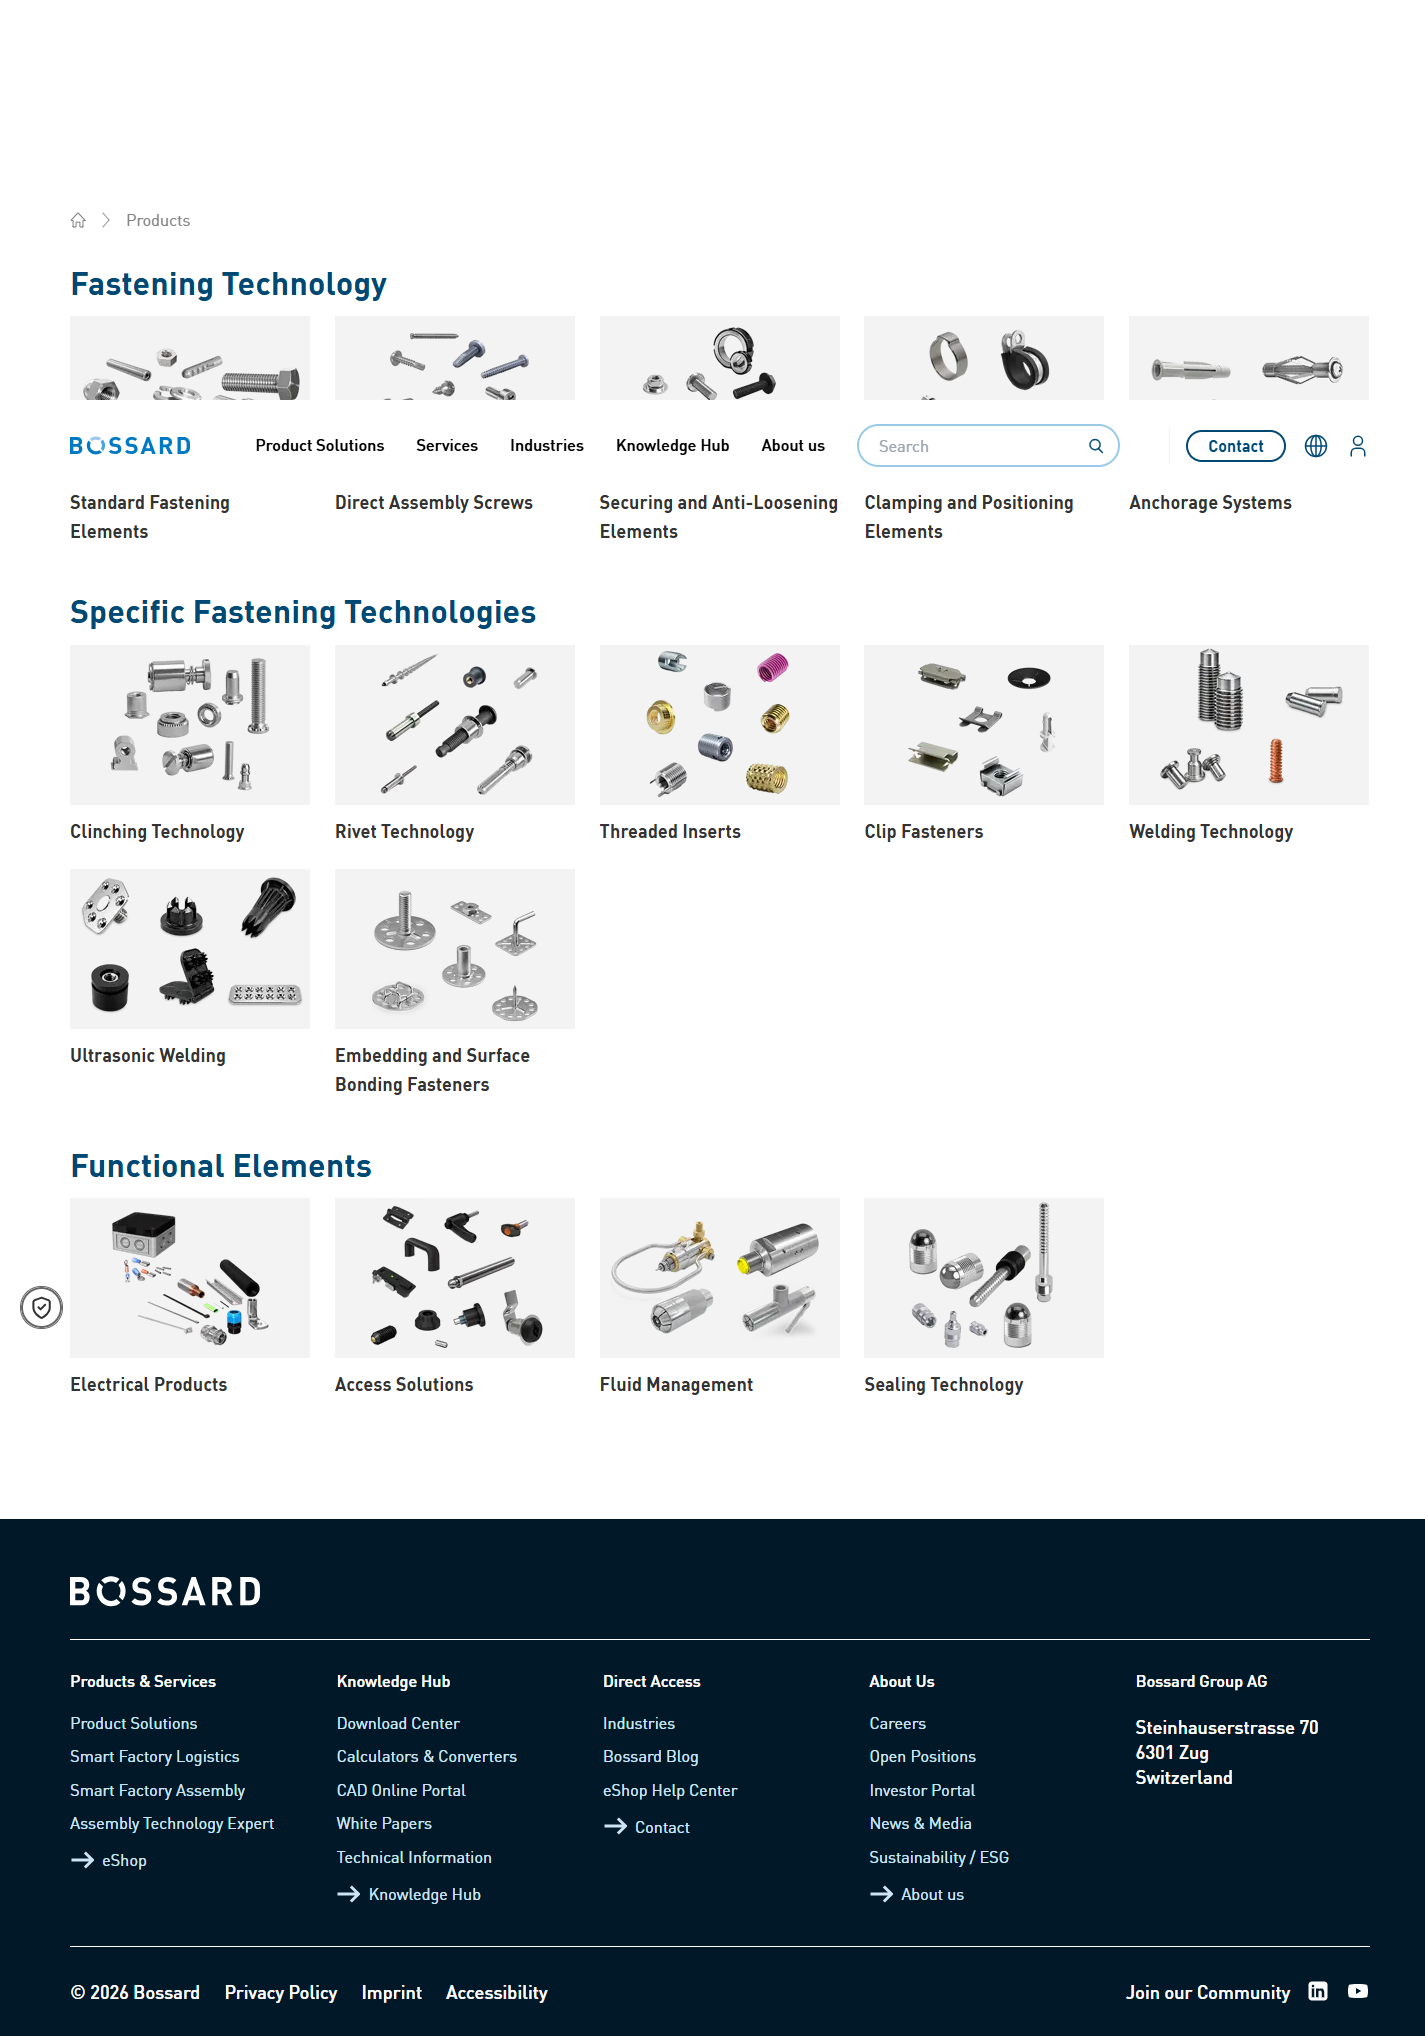 Products
Fastening Technology
BOSSARD
Product Solutions
Services
Industries
Knowledge Hub
About us
Search
Contact
Standard Fastening
Elements
Direct Assembly Screws
Securing and Anti-Loosening
Elements
Clamping and Positioning
Elements
Anchorage Systems
Specific Fastening Technologies
Clinching Technology
Rivet Technology
Threaded Inserts
Clip Fasteners
Welding Technology
Ultrasonic Welding
Embedding and Surface
Bonding Fasteners
Functional Elements
Electrical Products
Access Solutions
Fluid Management
Sealing Technology
BOSSARD
Products & Services
Product Solutions
Smart Factory Logistics
Smart Factory Assembly
Assembly Technology Expert
eShop
Knowledge Hub
Download Center
Calculators & Converters
CAD Online Portal
White Papers
Technical Information
Knowledge Hub
Direct Access
Industries
Bossard Blog
eShop Help Center
Contact
About Us
Careers
Open Positions
Investor Portal
News & Media
Sustainability / ESG
About us
Bossard Group AG
Steinhauserstrasse 70
6301 Zug
Switzerland
© 2026 Bossard
Privacy Policy
Imprint
Accessibility
Join our Community